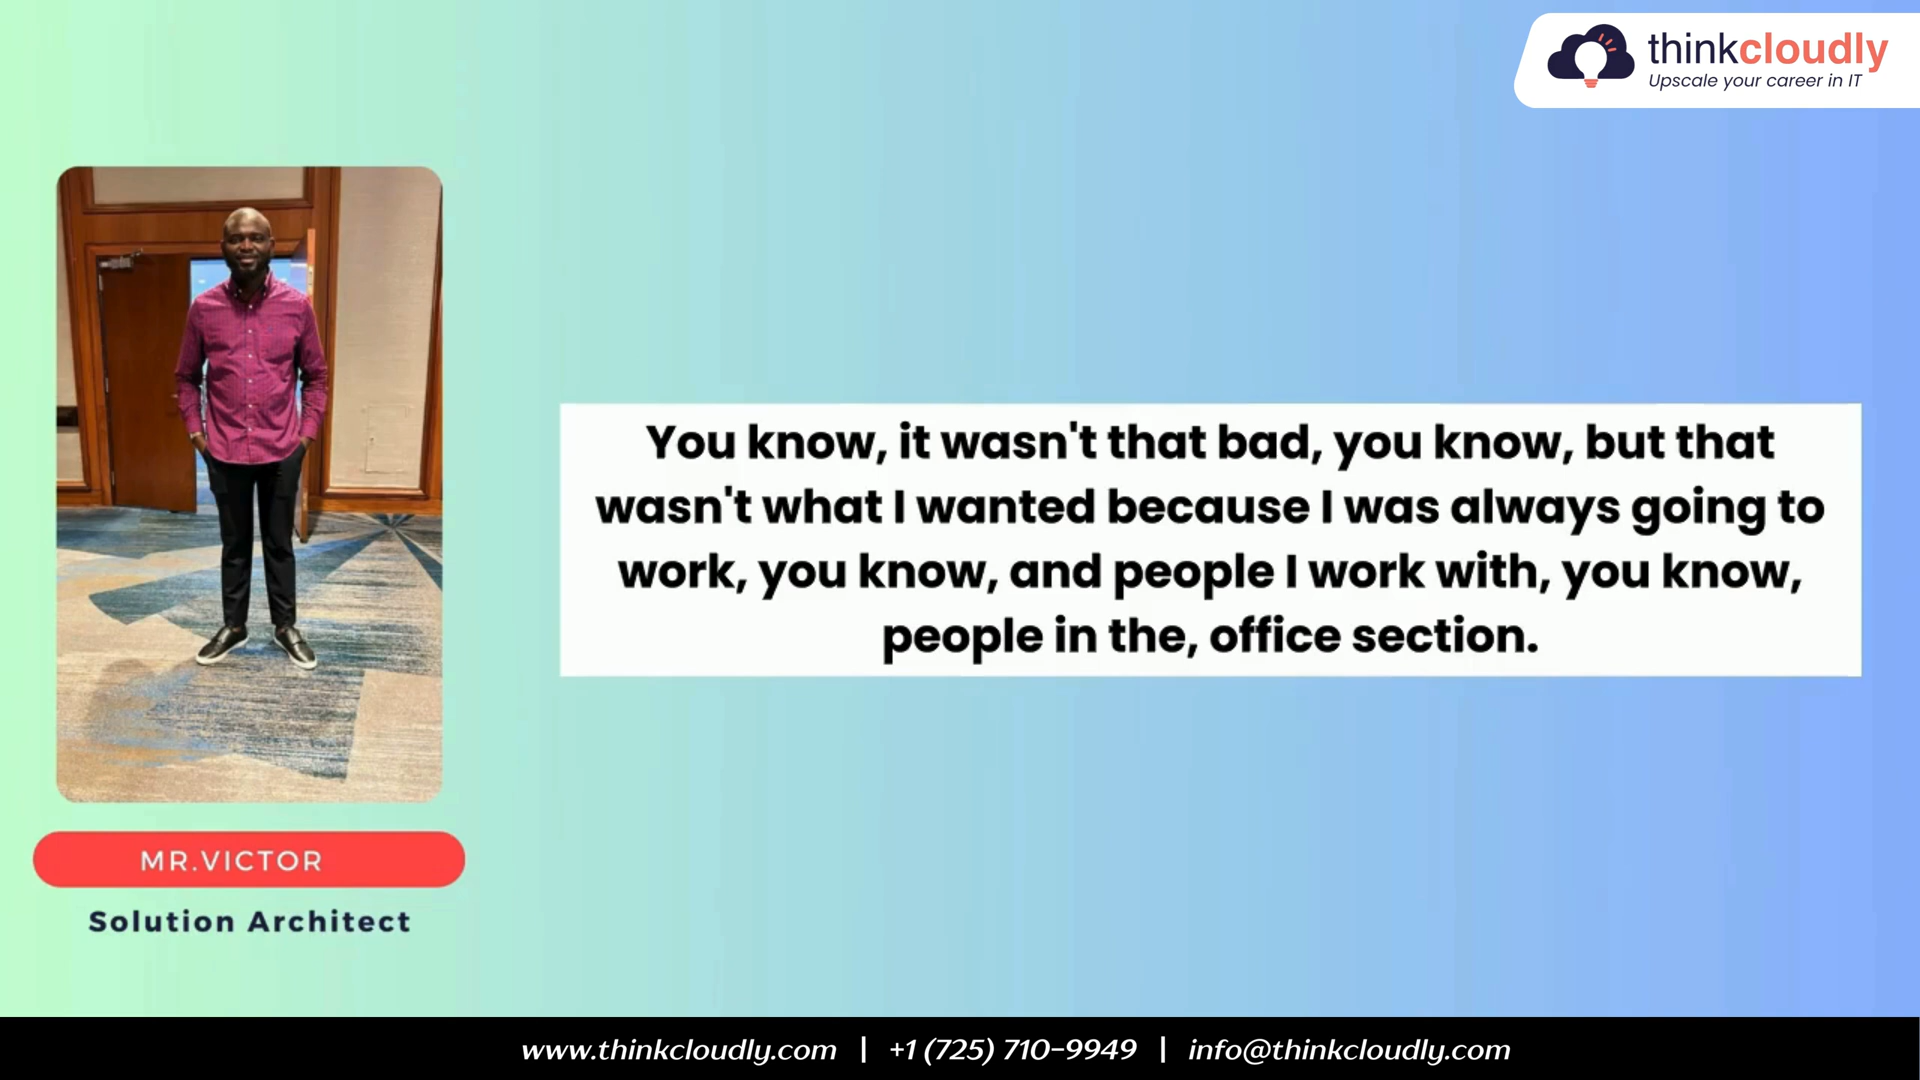 thinkcloudly
Upscale your career in IT
You know, it wasn't that bad, you know, but that
wasn't what I wanted because I was always going to
work, you know, and people I work with, you know,
people in the, office section.
MR.VICTOR
Solution Architect
www.thinkcloudly.com | +1 (725) 710-9949 | info@thinkcloudly.com